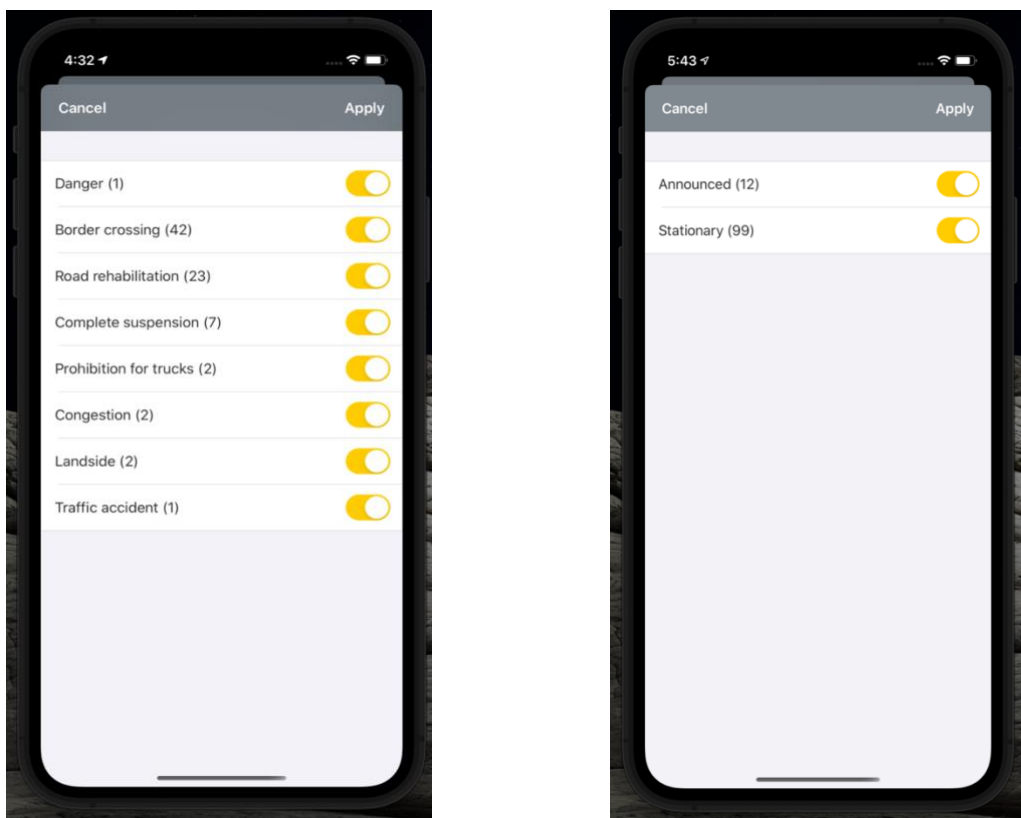 4:32
Cancel Apply
Danger (1)
Border crossing (42)
Road rehabilitation (23)
Complete suspension (7)
Prohibition for trucks (2)
Congestion (2)
Landside (2)
Traffic accident (1)
5:43
Cancel Apply
Announced (12)
Stationary (99)